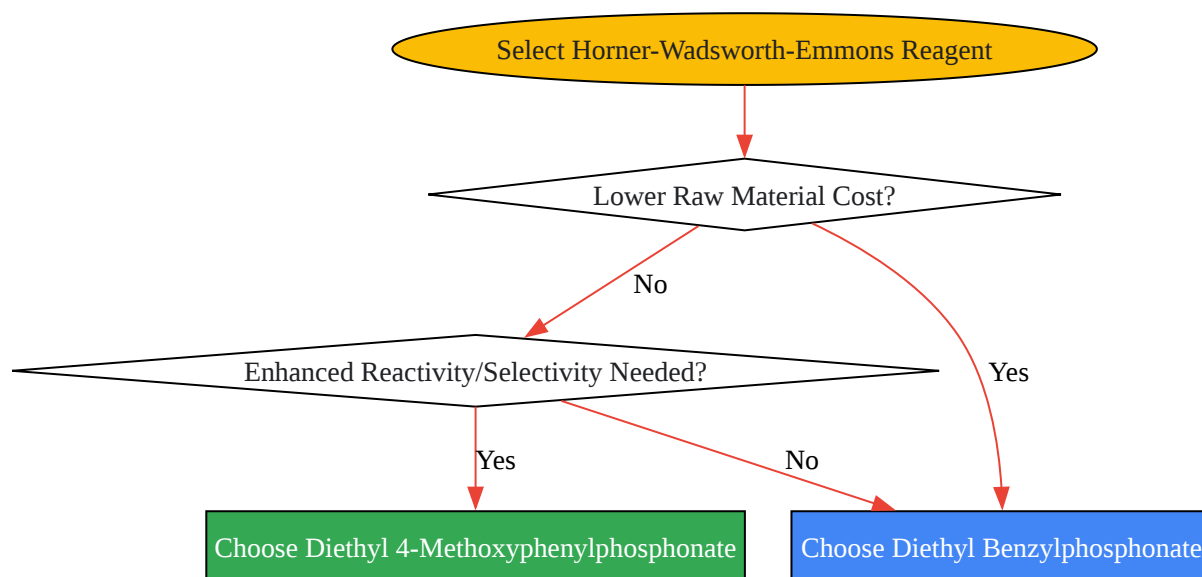 Select Horner-Wadsworth-Emmons Reagent
Lower Raw Material Cost?
No
Enhanced Reactivity/Selectivity Needed?
Yes
Yes
No
Choose Diethyl 4-Methoxyphenylphosphonate
Choose Diethyl Benzylphosphonate